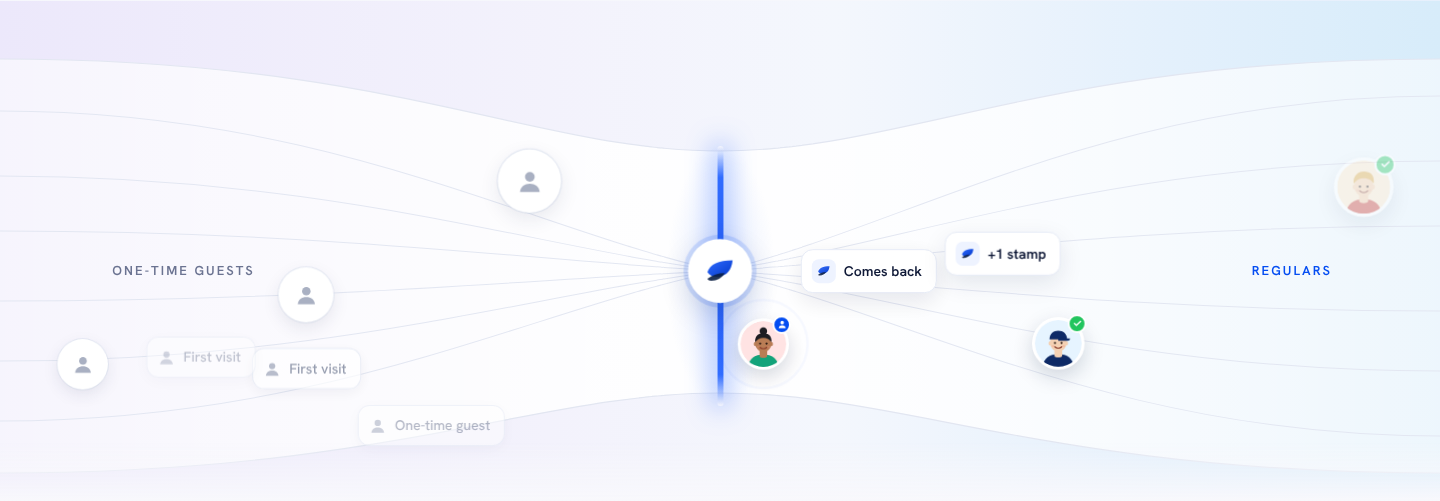 +1 stamp
Comes back
ONE-TIME GUESTS
REGULARS
First visit
First visit
One-time guest